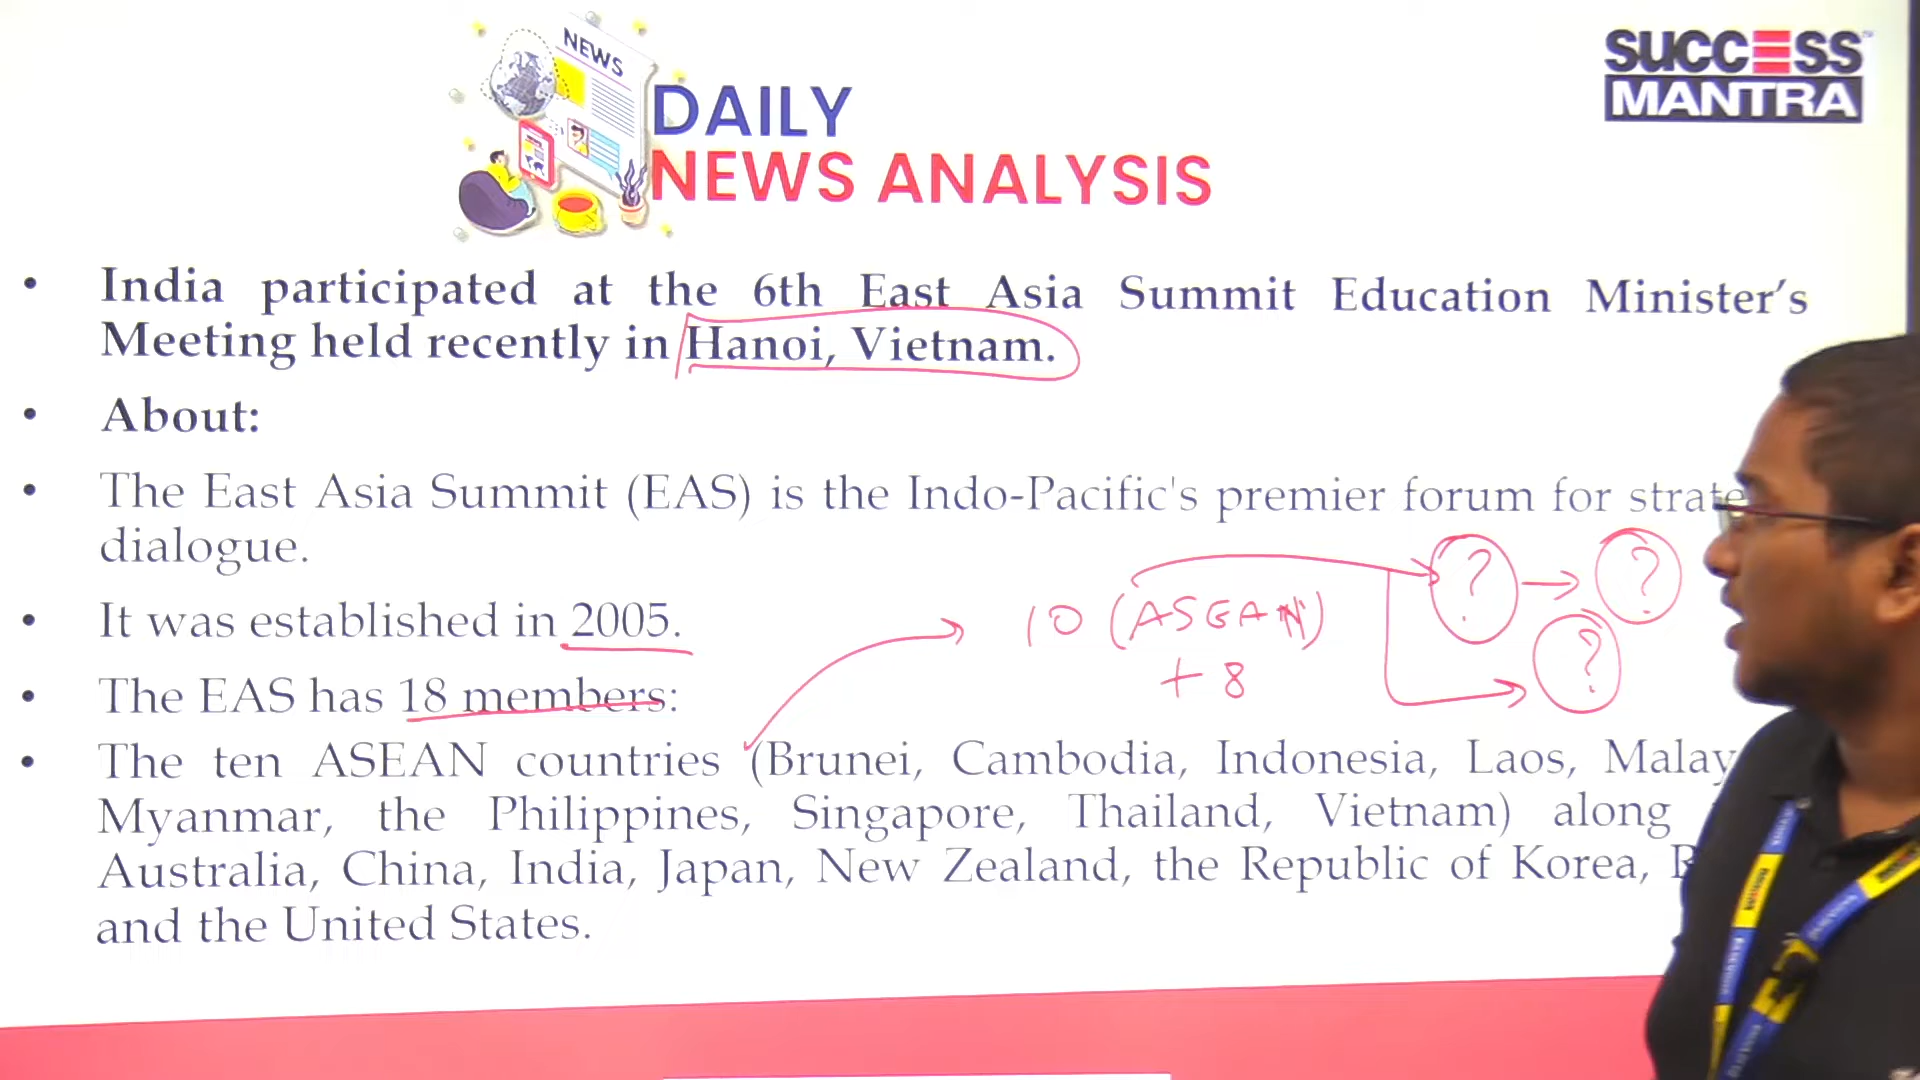 NEWS
SUCCESS
MANTRA
DAILY
NEWS ANALYSIS
• India participated at the 6th East Asia Summit Education Minister's
Meeting held recently in Hanoi, Vietnam.
• About:
• The East Asia Summit (EAS) is the Indo-Pacific's premier forum for
dialogue.
? → ?
10 (ASEAN)
• It was established in 2005.
?
+ 8
• The EAS has 18 members:
• The ten ASEAN countries (Brunei, Cambodia, Indonesia, Laos,
Myanmar, the Philippines, Singapore, Thailand, Vietnam) along
Australia, China, India, Japan, New Zealand, the Republic of Korea,
and the United States.